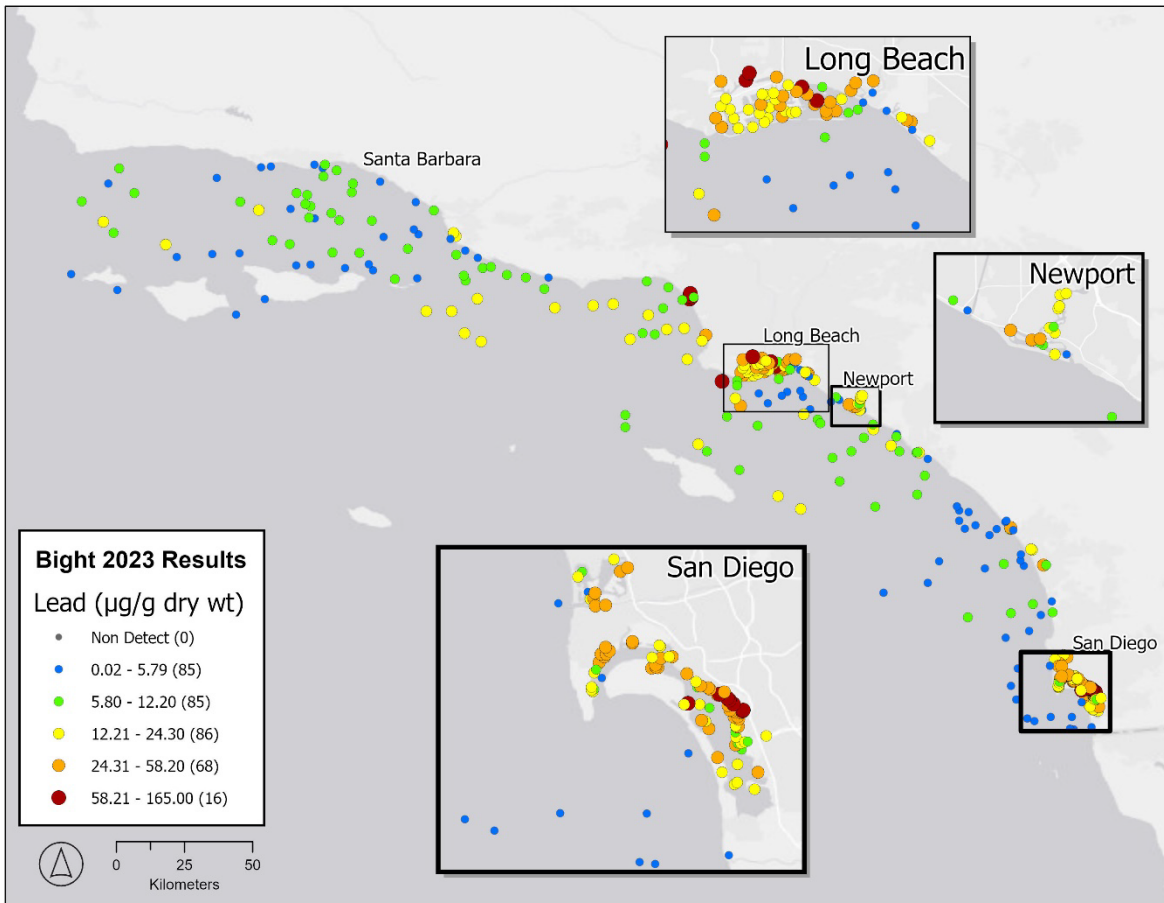 Long Beach
Santa Barbara
Newport
Long Beach
Newport
San Diego
San Diego
Bight 2023 Results
Lead (µg/g dry wt)
Non Detect (0)
0.02 - 5.79 (85)
5.80 - 12.20 (85)
12.21 - 24.30 (86)
24.31 - 58.20 (68)
58.21 - 165.00 (16)
0 25 50
Kilometers